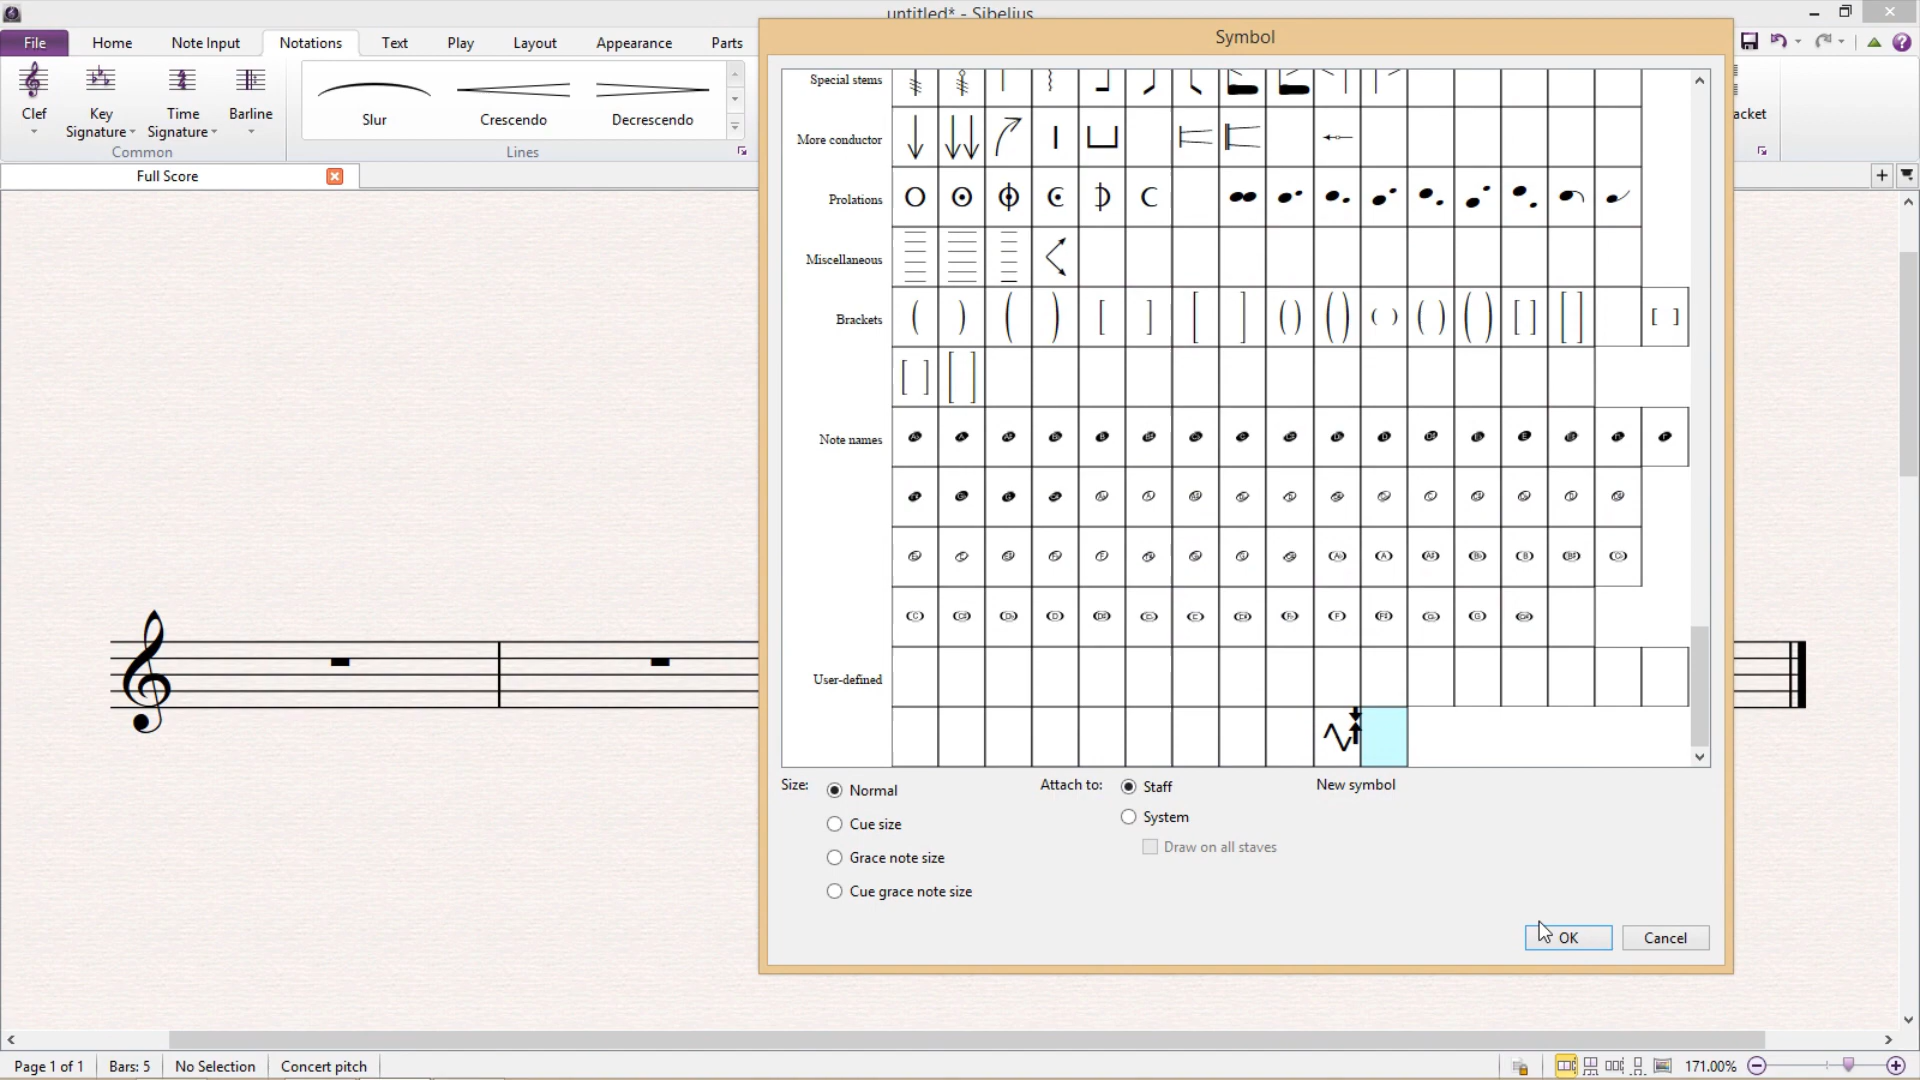 untitled* - Sibelius
File Home Note Input Notations Text Play Layout Appearance Parts
Symbol
Clef
Key
Signature
Time
Signature
Barline
Slur
Crescendo
Decrescendo
Common
Lines
acket
Full Score
Special stems
More conductor
Prolations
Miscellaneous
Brackets
Note names
User-defined
Size:
Normal
Cue size
Grace note size
Cue grace note size
Attach to:
Staff
System
Draw on all staves
New symbol
OK
Cancel
Page 1 of 1
Bars: 5
No Selection
Concert pitch
171.00%